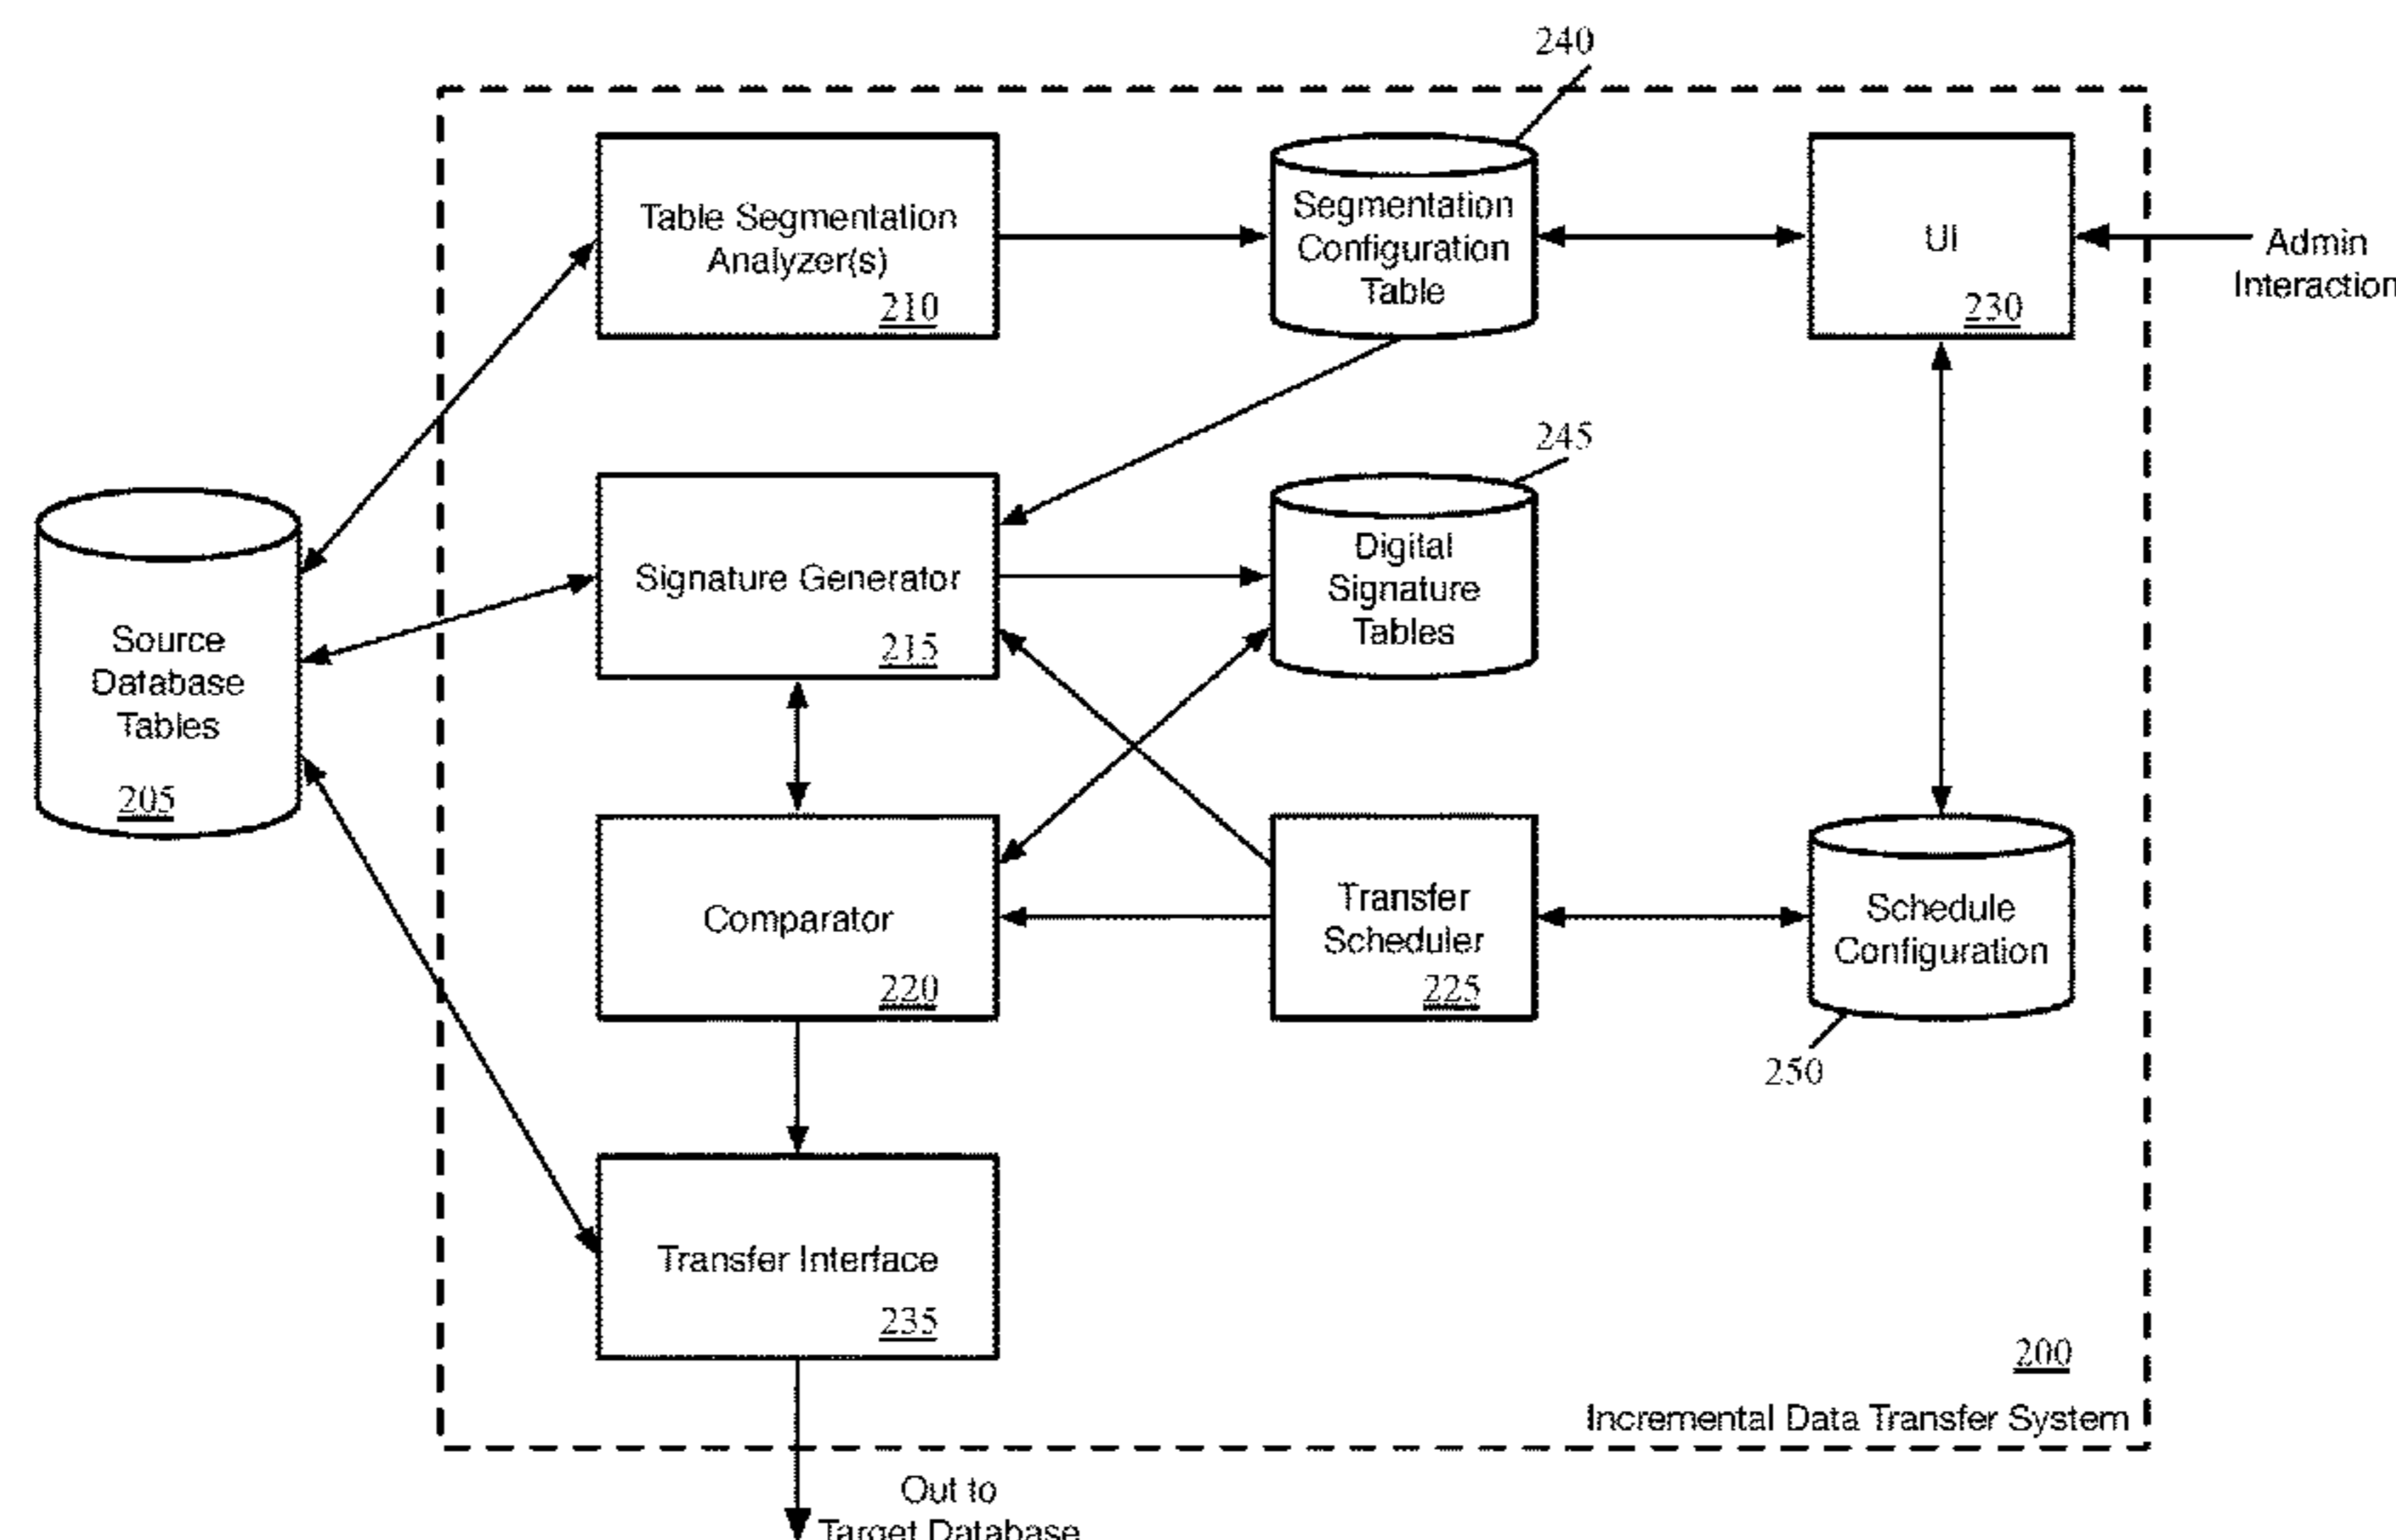 240
Table Segmentation
Analyzer(s)
210
Segmentation
Configuration
Table
UI
230
Admin
Interaction
245
Source
Database
Tables
205
Signature Generator
215
Digital
Signature
Tables
Comparator
220
Transfer
Scheduler
225
Schedule
Configuration
250
Transfer Interface
235
200
Incremental Data Transfer System
Out to
Target Database